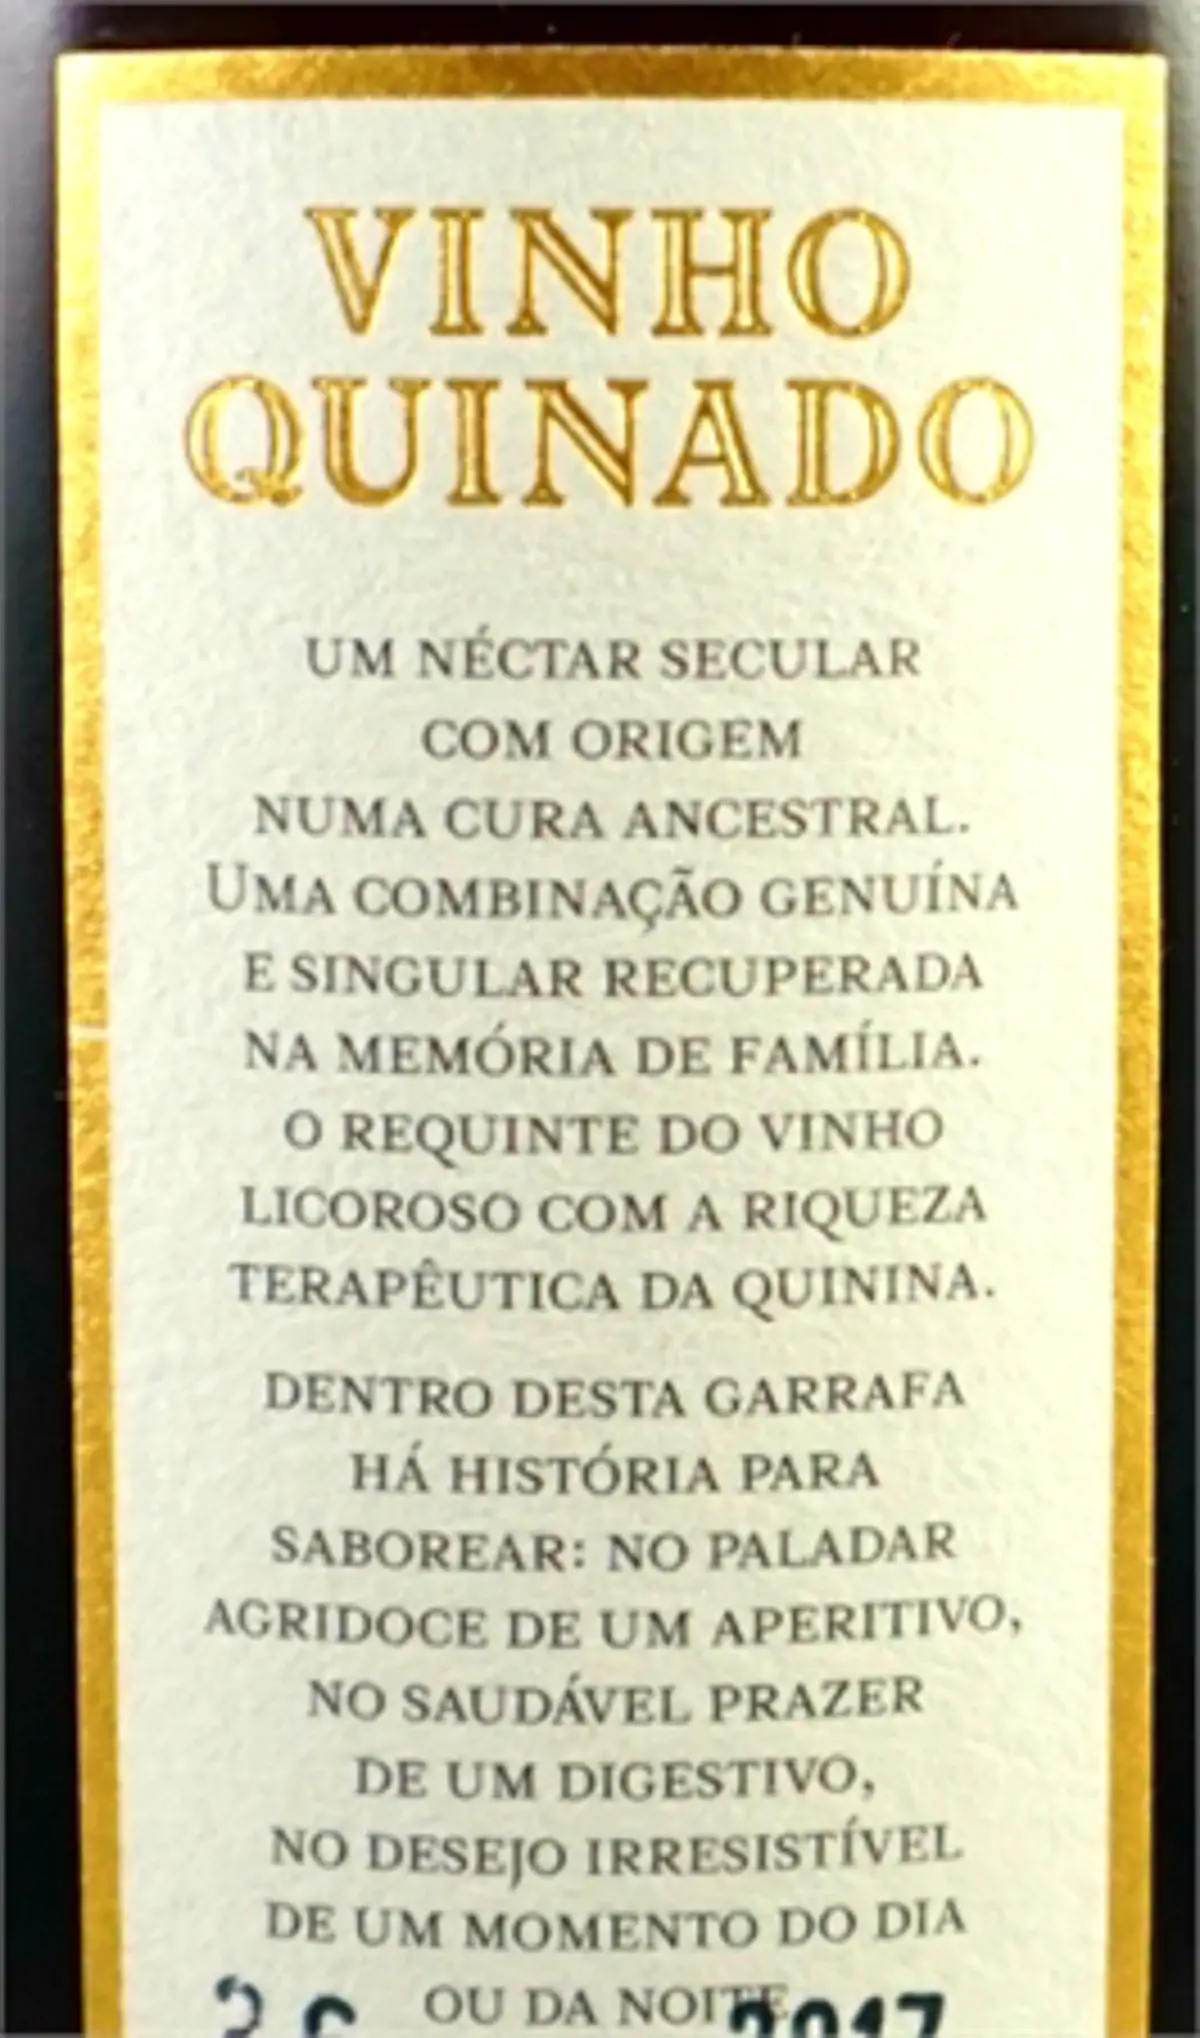 VINHO
QUINADO
UM NÉCTAR SECULAR
COM ORIGEM
NUMA CURA ANCESTRAL.
UMA COMBINAÇÃO GENUÍNA
E SINGULAR RECUPERADA
NA MEMÓRIA DE FAMÍLIA.
O REQUINTE DO VINHO
LICOROSO COM A RIQUEZA
TERAPÊUTICA DA QUININA.
DENTRO DESTA GARRAFA
HÁ HISTÓRIA PARA
SABOREAR: NO PALADAR
AGRIDOCE DE UM APERITIVO,
NO SAUDÁVEL PRAZER
DE UM DIGESTIVO,
NO DESEJO IRRESISTÍVEL
DE UM MOMENTO DO DIA
OU DA NOITE
2017